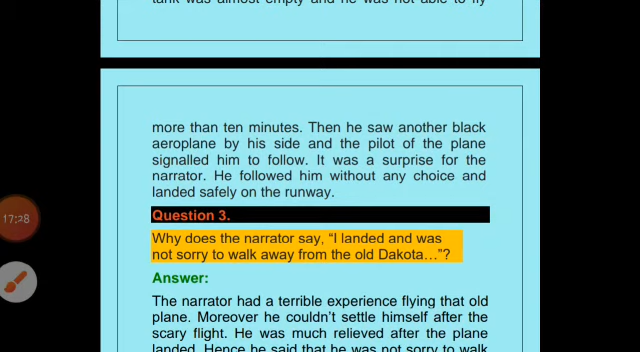 tank was almost empty and he was not able to fly
more than ten minutes. Then he saw another black
aeroplane by his side and the pilot of the plane
signalled him to follow. It was a surprise for the
narrator. He followed him without any choice and
landed safely on the runway.
Question 3.
Why does the narrator say, “I landed and was
not sorry to walk away from the old Dakota…”?
Answer:
The narrator had a terrible experience flying that old
plane. Moreover he couldn’t settle himself after the
scary flight. He was much relieved after the plane
landed. Hence he said that he was not sorry to walk
17:28